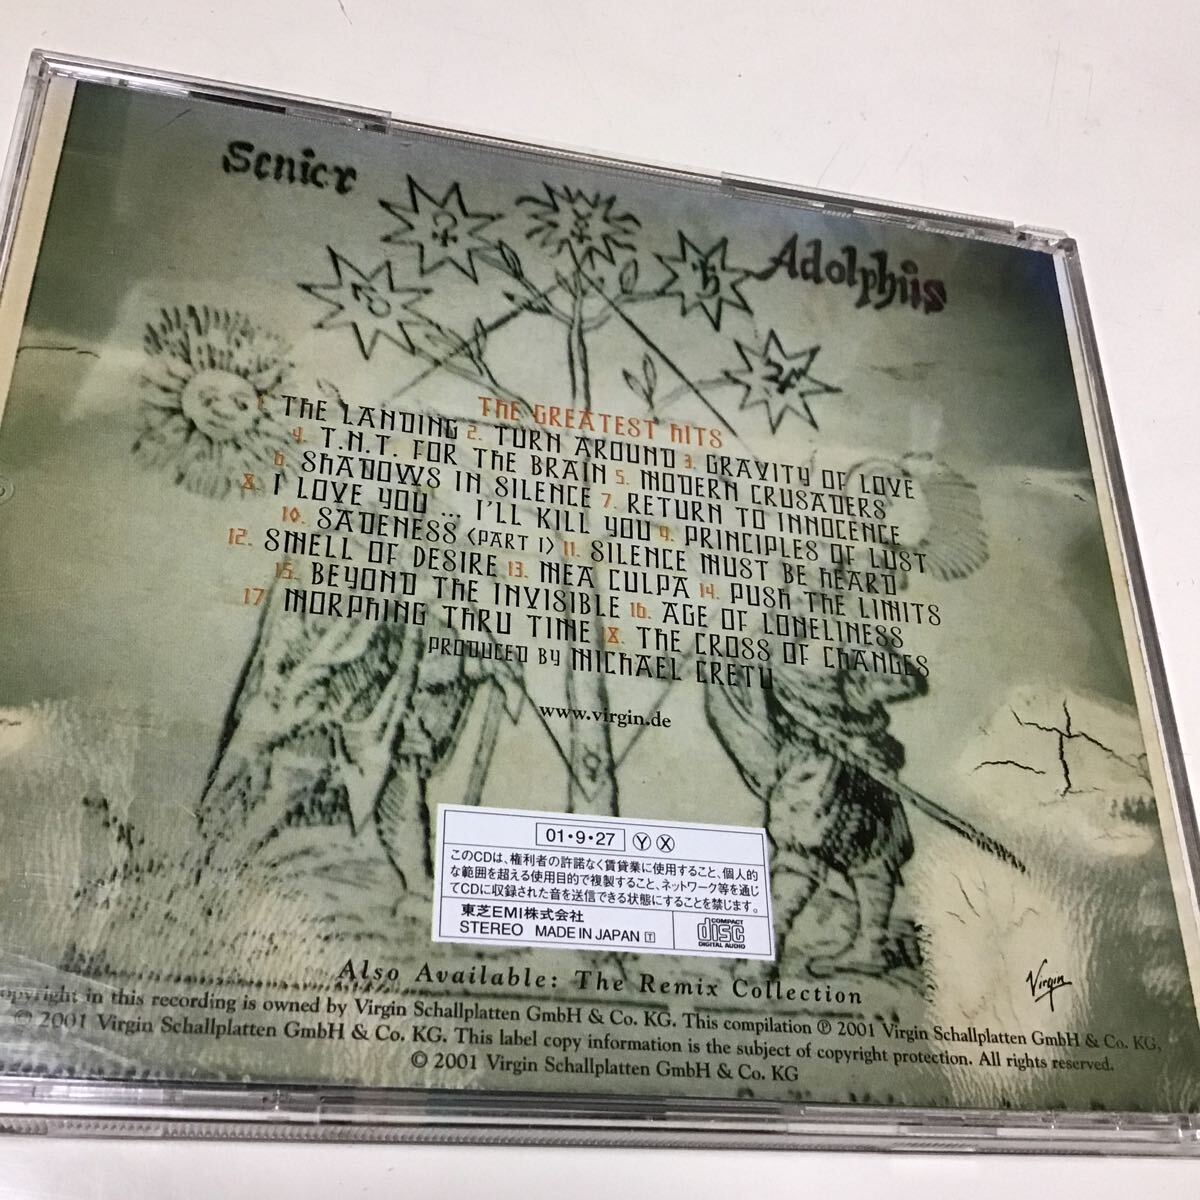 Senior
Adolphus
THE GREATEST HITS
1. THE LANDING 2. TURN AROUND 3. GRAVITY OF LOVE
4. T.N.T. FOR THE BRAIN 5. MODERN CRUSADERS
6. SHADOWS IN SILENCE 7. RETURN TO INNOCENCE
8. I LOVE YOU ... I'LL KILL YOU 9. PRINCIPLES OF LUST
10. SADENESS (PART I) 11. SILENCE MUST BE HEARD
12. SMELL OF DESIRE 13. MEA CULPA 14. PUSH THE LIMITS
15. BEYOND THE INVISIBLE 16. AGE OF LONELINESS
17. MORPHING THRU TIME 18. THE CROSS OF CHANGES
PRODUCED BY MICHAEL CRETU
www.virgin.de
01・9・27 Ⓨ Ⓧ
このCDは、権利者の許諾なく賃貸業に使用すること、個人的
な範囲を超える使用目的で複製すること、ネットワーク等を通じ
てCDに収録された音を送信できる状態にすることを禁じます。
東芝EMI株式会社
STEREO MADE IN JAPAN T
COMPACT
disc
DIGITAL AUDIO
Also Available: The Remix Collection
Virgin
opyright in this recording is owned by Virgin Schallplatten GmbH & Co. KG. This compilation ℗ 2001 Virgin Schallplatten GmbH & Co. KG,
© 2001 Virgin Schallplatten GmbH & Co. KG. This label copy information is the subject of copyright protection. All rights reserved.
© 2001 Virgin Schallplatten GmbH & Co. KG